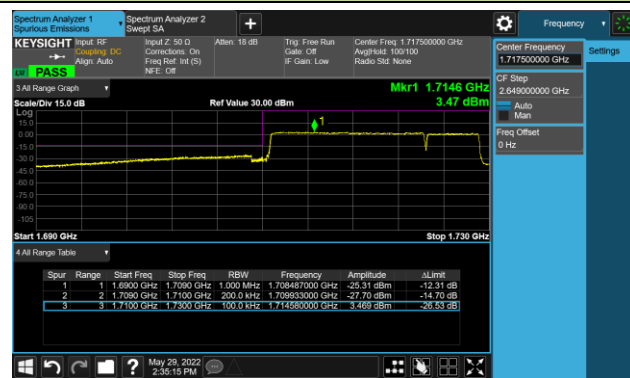 Spectrum Analyzer 1
Spurious Emissions
Spectrum Analyzer 2
Swept SA
Frequency
KEYSIGHT
Input: RF
Coupling: DC
Align: Auto
Input Z: 50 Ω
Corrections: On
Freq Ref: Int (S)
NFE: Off
Atten: 18 dB
Trig: Free Run
Gate: Off
IF Gain: Low
Center Freq: 1.717500000 GHz
Avg|Hold: 100/100
Radio Std: None
PASS
3 All Range Graph
Scale/Div 15.0 dB
Ref Value 30.00 dBm
Mkr1 1.7146 GHz
3.47 dBm
Log
15.0
0.00
-15.0
-30.0
-45.0
-60.0
-75.0
-90.0
-105
1
Start 1.690 GHz
Stop 1.730 GHz
4 All Range Table
Spur Range Start Freq Stop Freq RBW Frequency Amplitude ΔLimit
1 1 1.6900 GHz 1.7090 GHz 1.000 MHz 1.708487000 GHz -25.31 dBm -12.31 dB
2 2 1.7090 GHz 1.7100 GHz 200.0 kHz 1.709933000 GHz -27.70 dBm -14.70 dB
3 3 1.7100 GHz 1.7300 GHz 100.0 kHz 1.714580000 GHz 3.469 dBm -26.53 dB
May 29, 2022
2:35:15 PM
Center Frequency
1.717500000 GHz
Settings
CF Step
2.649000000 GHz
Auto
Man
Freq Offset
0 Hz